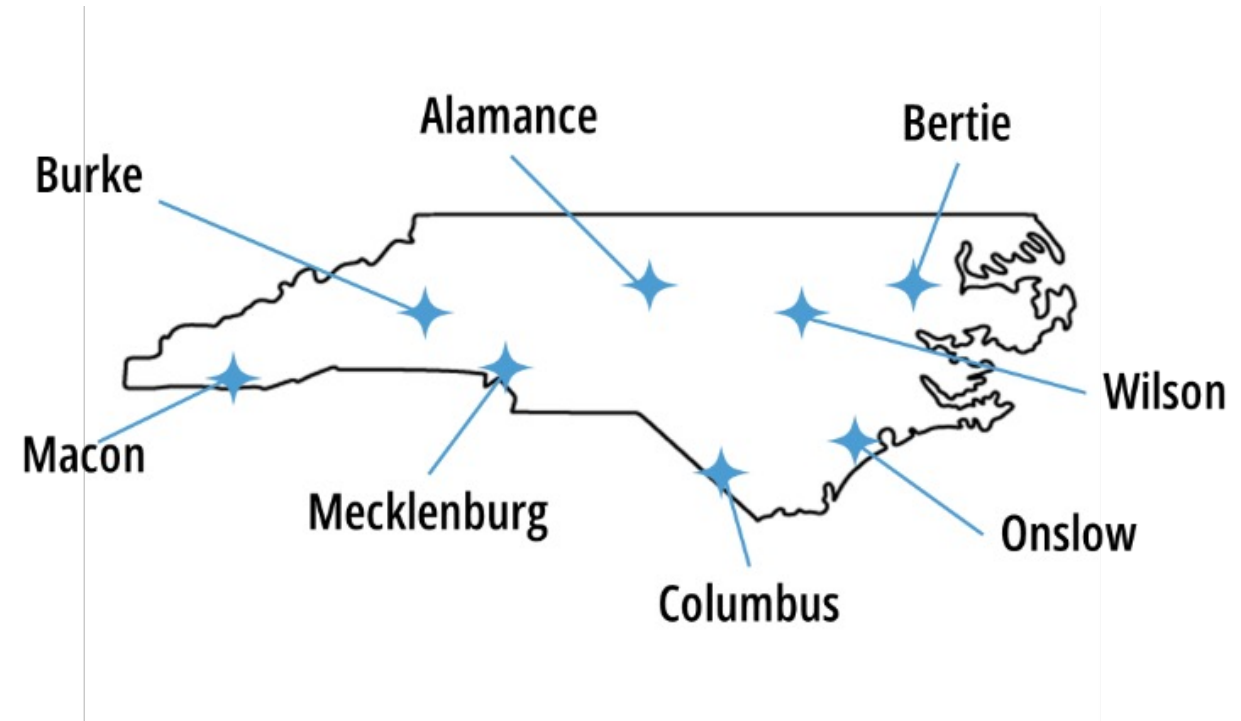 Alamance
Bertie
Burke
Wilson
Macon
Mecklenburg
Onslow
Columbus